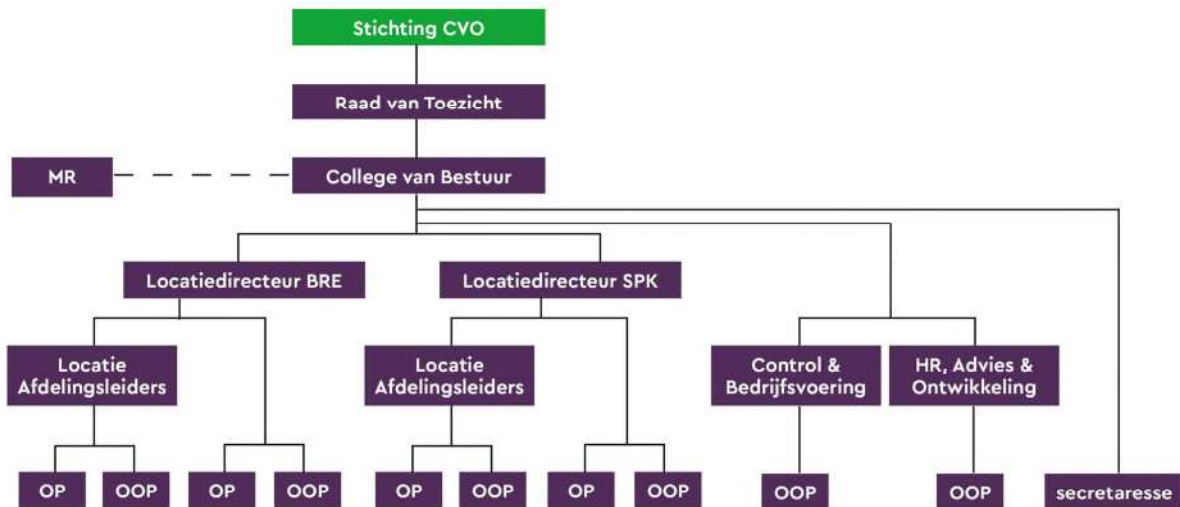 Stichting CVO
Raad van Toezicht
MR
College van Bestuur
Locatiedirecteur BRE
Locatiedirecteur SPK
Locatie
Afdelingsleiders
Locatie
Afdelingsleiders
Control &
Bedrijfsvoering
HR, Advies &
Ontwikkeling
OP
OOP
OP
OOP
OP
OOP
OP
OOP
OOP
OOP
secretaresse